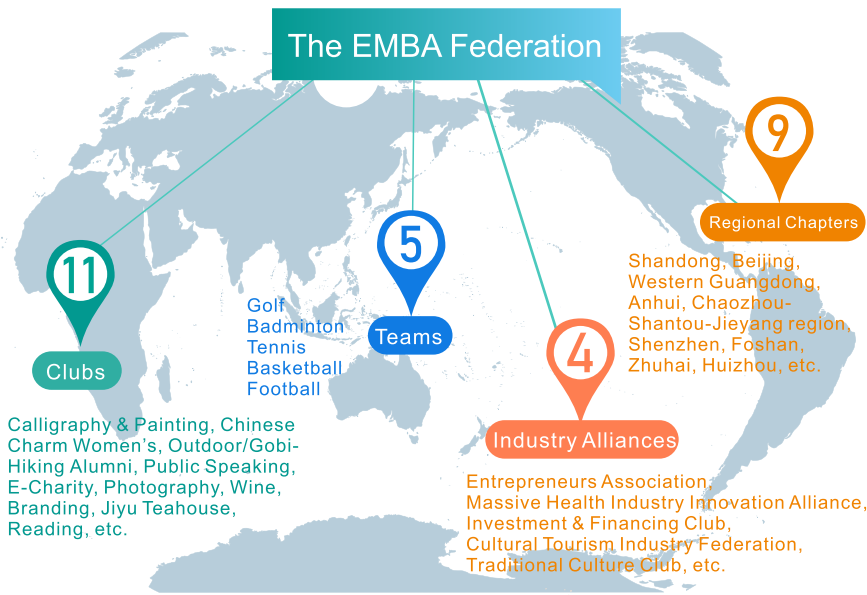 The EMBA Federation
9
Regional Chapters
Shandong, Beijing,
Western Guangdong,
Anhui, Chaozhou-
Shantou-Jieyang region,
Shenzhen, Foshan,
Zhuhai, Huizhou, etc.
5
Teams
Golf
Badminton
Tennis
Basketball
Football
11
Clubs
Calligraphy & Painting, Chinese
Charm Women's, Outdoor/Gobi-
Hiking Alumni, Public Speaking,
E-Charity, Photography, Wine,
Branding, Jiyu Teahouse,
Reading, etc.
4
Industry Alliances
Entrepreneurs Association,
Massive Health Industry Innovation Alliance,
Investment & Financing Club,
Cultural Tourism Industry Federation,
Traditional Culture Club, etc.